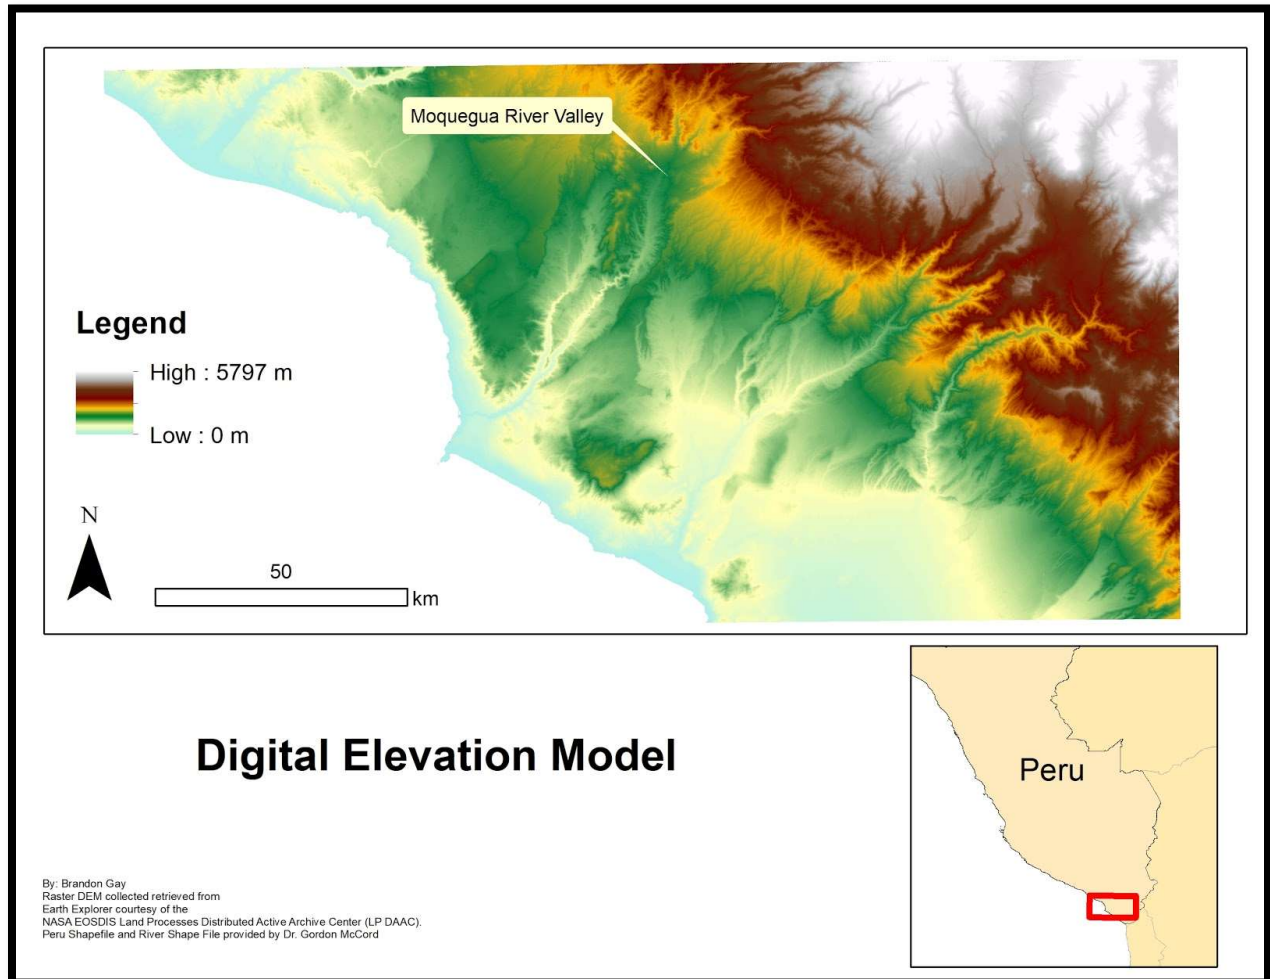 Moquegua River Valley
Legend
High : 5797 m
Low : 0 m
N
50
km
Digital Elevation Model
Peru
By: Brandon Gay
Raster DEM collected retrieved from
Earth Explorer courtesy of the
NASA EOSDIS Land Processes Distributed Active Archive Center (LP DAAC).
Peru Shapefile and River Shape File provided by Dr. Gordon McCord